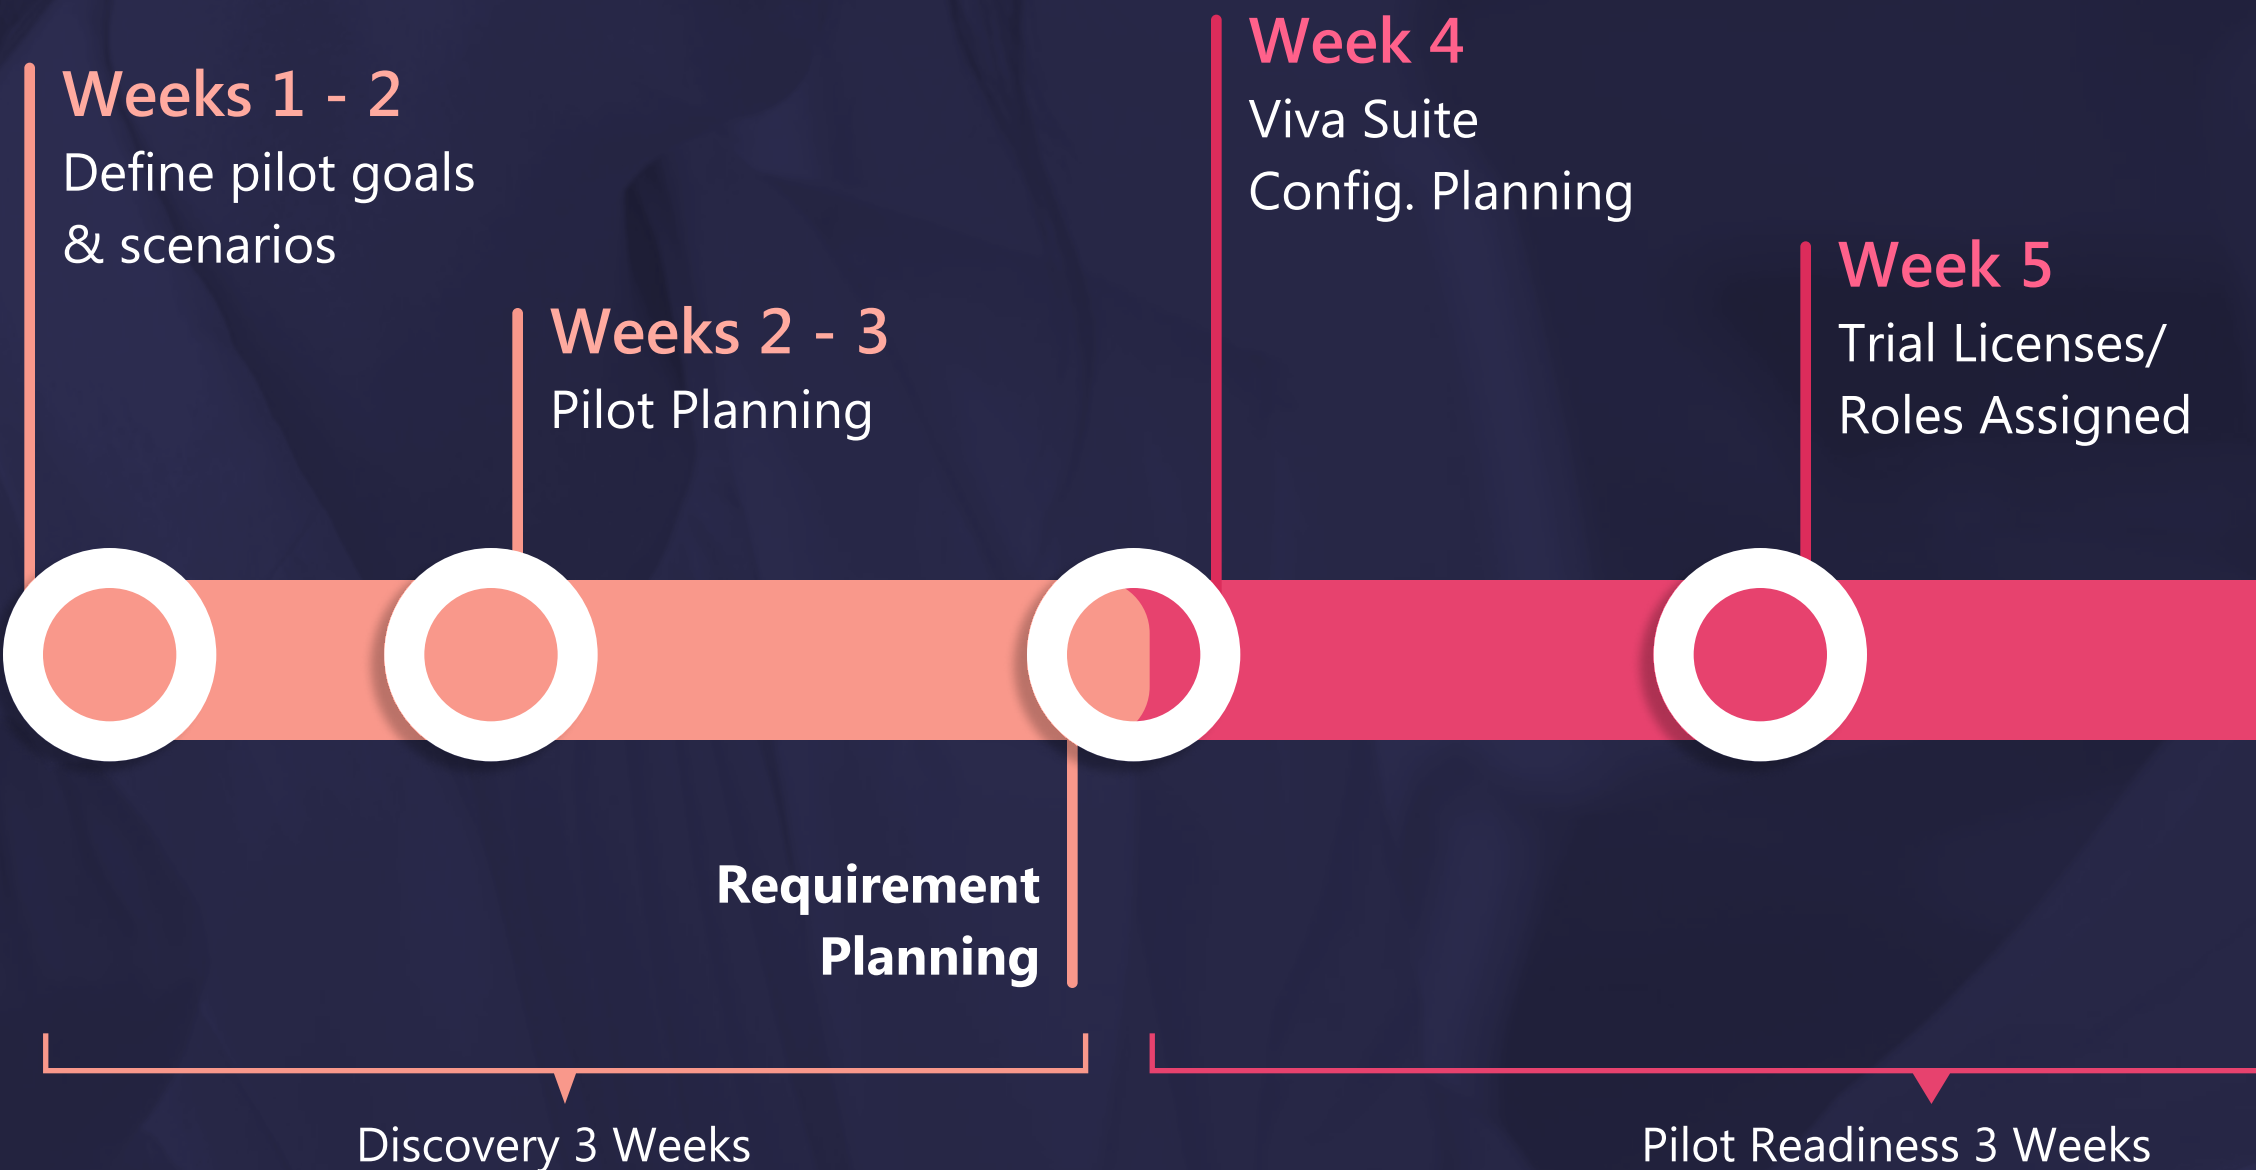 Weeks 1 - 2
Define pilot goals
& scenarios
Weeks 2 - 3
Pilot Planning
Week 4
Viva Suite
Config. Planning
Week 5
Trial Licenses/
Roles Assigned
Requirement
Planning
Discovery 3 Weeks
Pilot Readiness 3 Weeks